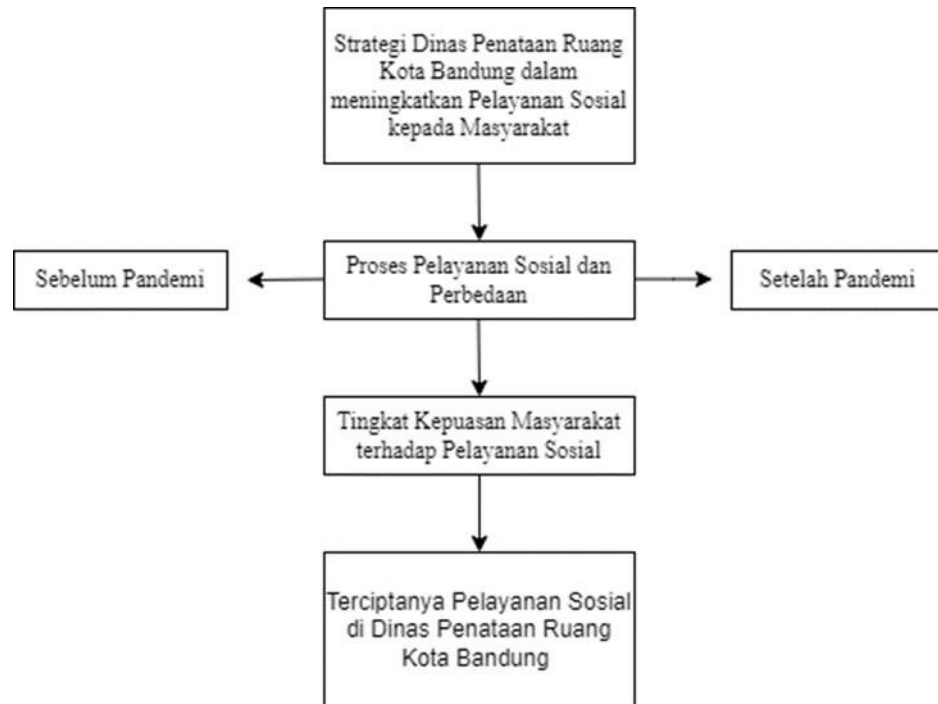 Strategi Dinas Penataan Ruang
Kota Bandung dalam
meningkatkan Pelayanan Sosial
kepada Masyarakat
Sebelum Pandemi
Proses Pelayanan Sosial dan
Perbedaan
Setelah Pandemi
Tingkat Kepuasan Masyarakat
terhadap Pelayanan Sosial
Terciptanya Pelayanan Sosial
di Dinas Penataan Ruang
Kota Bandung